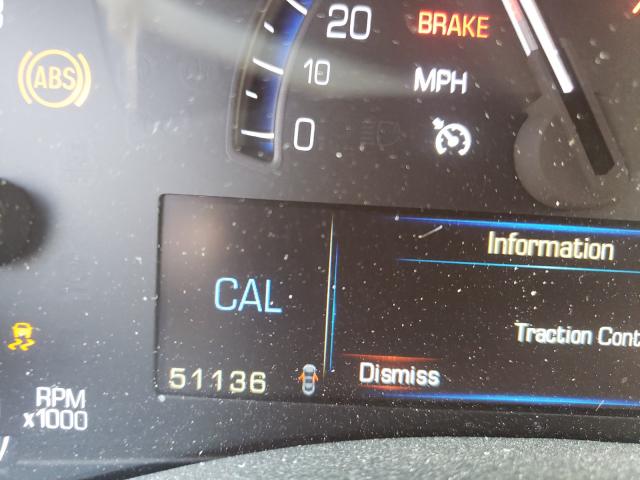 20
BRAKE
ABS
10
MPH
0
Information
CAL
Traction Cont
51136
Dismiss
RPM
x1000